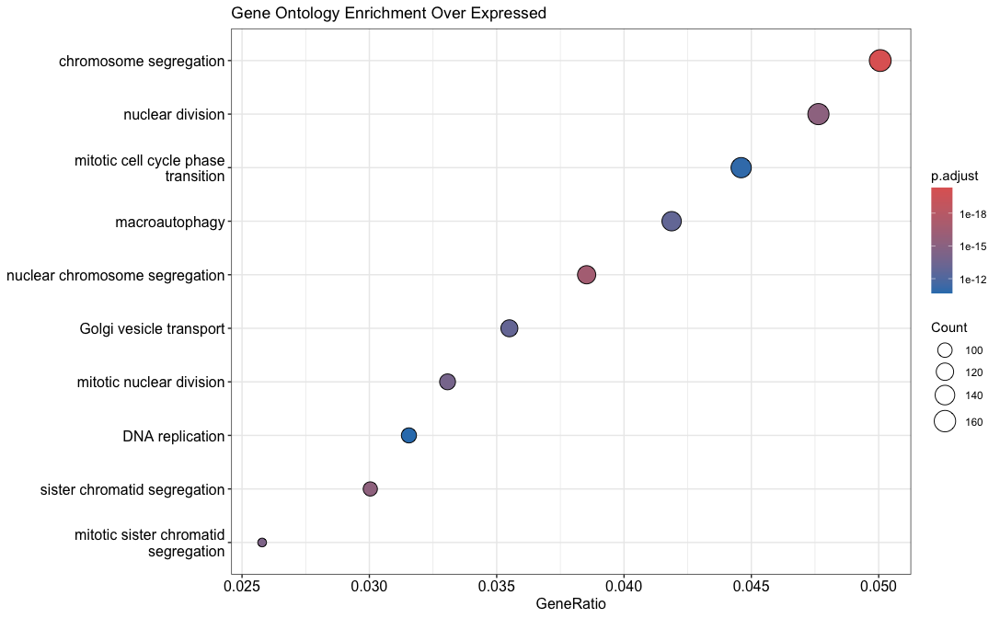 Gene Ontology Enrichment Over Expressed
chromosome segregation
nuclear division
mitotic cell cycle phase
transition
macroautophagy
nuclear chromosome segregation
Golgi vesicle transport
mitotic nuclear division
DNA replication
sister chromatid segregation
mitotic sister chromatid
segregation
0.025 0.030 0.035 0.040 0.045 0.050
GeneRatio
p.adjust
1e-18
1e-15
1e-12
Count
100
120
140
160